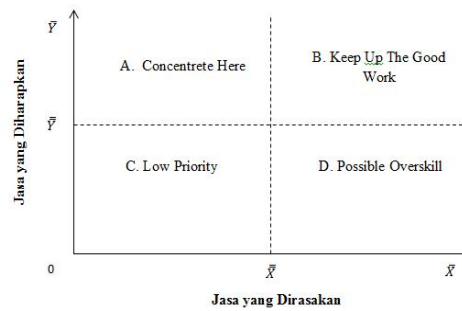 Ȳ
A. Concentrete Here
B. Keep Up The Good
Work
Jasa yang Diharapkan
Ȳ̿
C. Low Priority
D. Possible Overskill
0
X̿
X̄
Jasa yang Dirasakan